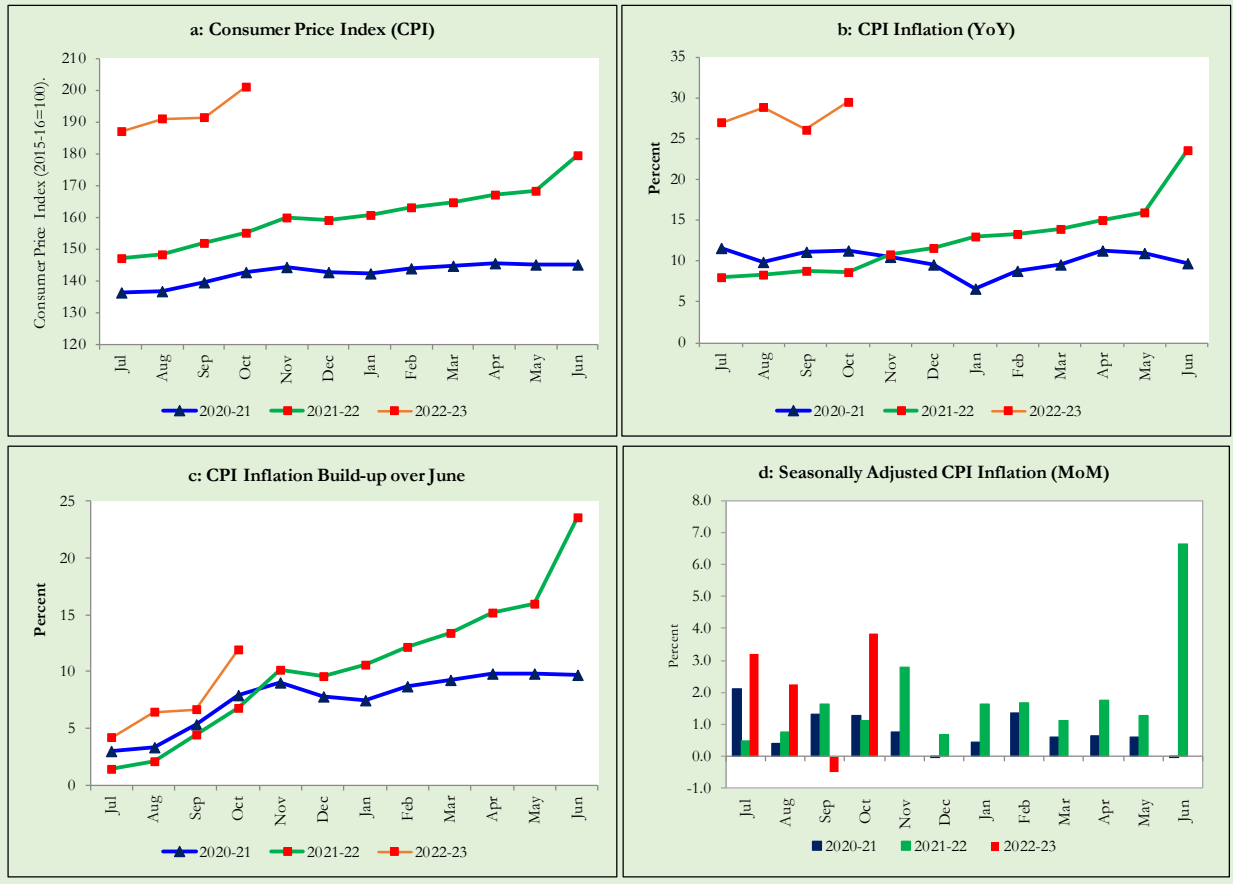 a: Consumer Price Index (CPI)
Consumer Price Index (2015-16=100).
210
200
190
180
170
160
150
140
130
120
Jul Aug Sep Oct Nov Dec Jan Feb Mar Apr May Jun
2020-21 2021-22 2022-23
b: CPI Inflation (YoY)
Percent
35
30
25
20
15
10
5
0
Jul Aug Sep Oct Nov Dec Jan Feb Mar Apr May Jun
2020-21 2021-22 2022-23
c: CPI Inflation Build-up over June
Percent
25
20
15
10
5
0
Jul Aug Sep Oct Nov Dec Jan Feb Mar Apr May Jun
2020-21 2021-22 2022-23
d: Seasonally Adjusted CPI Inflation (MoM)
Percent
8.0
7.0
6.0
5.0
4.0
3.0
2.0
1.0
0.0
-1.0
Jul Aug Sep Oct Nov Dec Jan Feb Mar Apr May Jun
2020-21 2021-22 2022-23